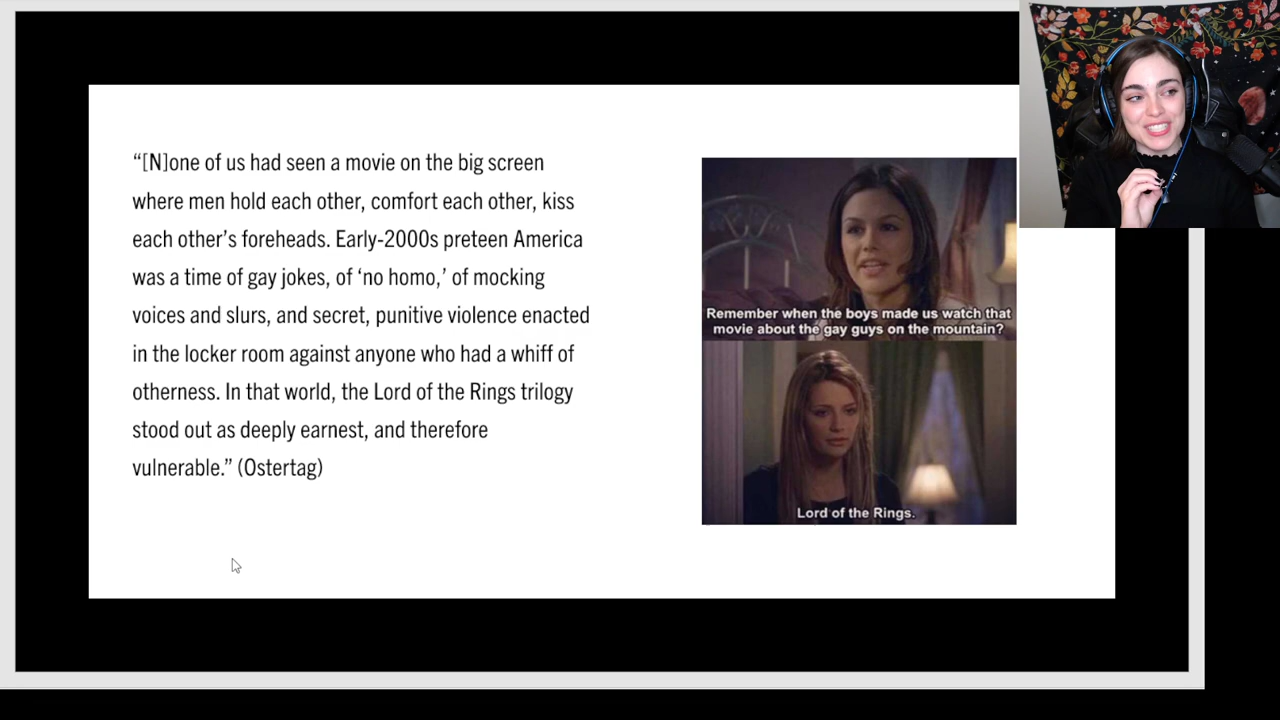 “[N]one of us had seen a movie on the big screen
where men hold each other, comfort each other, kiss
each other’s foreheads. Early-2000s preteen America
was a time of gay jokes, of ‘no homo,’ of mocking
voices and slurs, and secret, punitive violence enacted
in the locker room against anyone who had a whiff of
otherness. In that world, the Lord of the Rings trilogy
stood out as deeply earnest, and therefore
vulnerable.” (Ostertag)
Remember when the boys made us watch that
movie about the gay guys on the mountain?
Lord of the Rings.